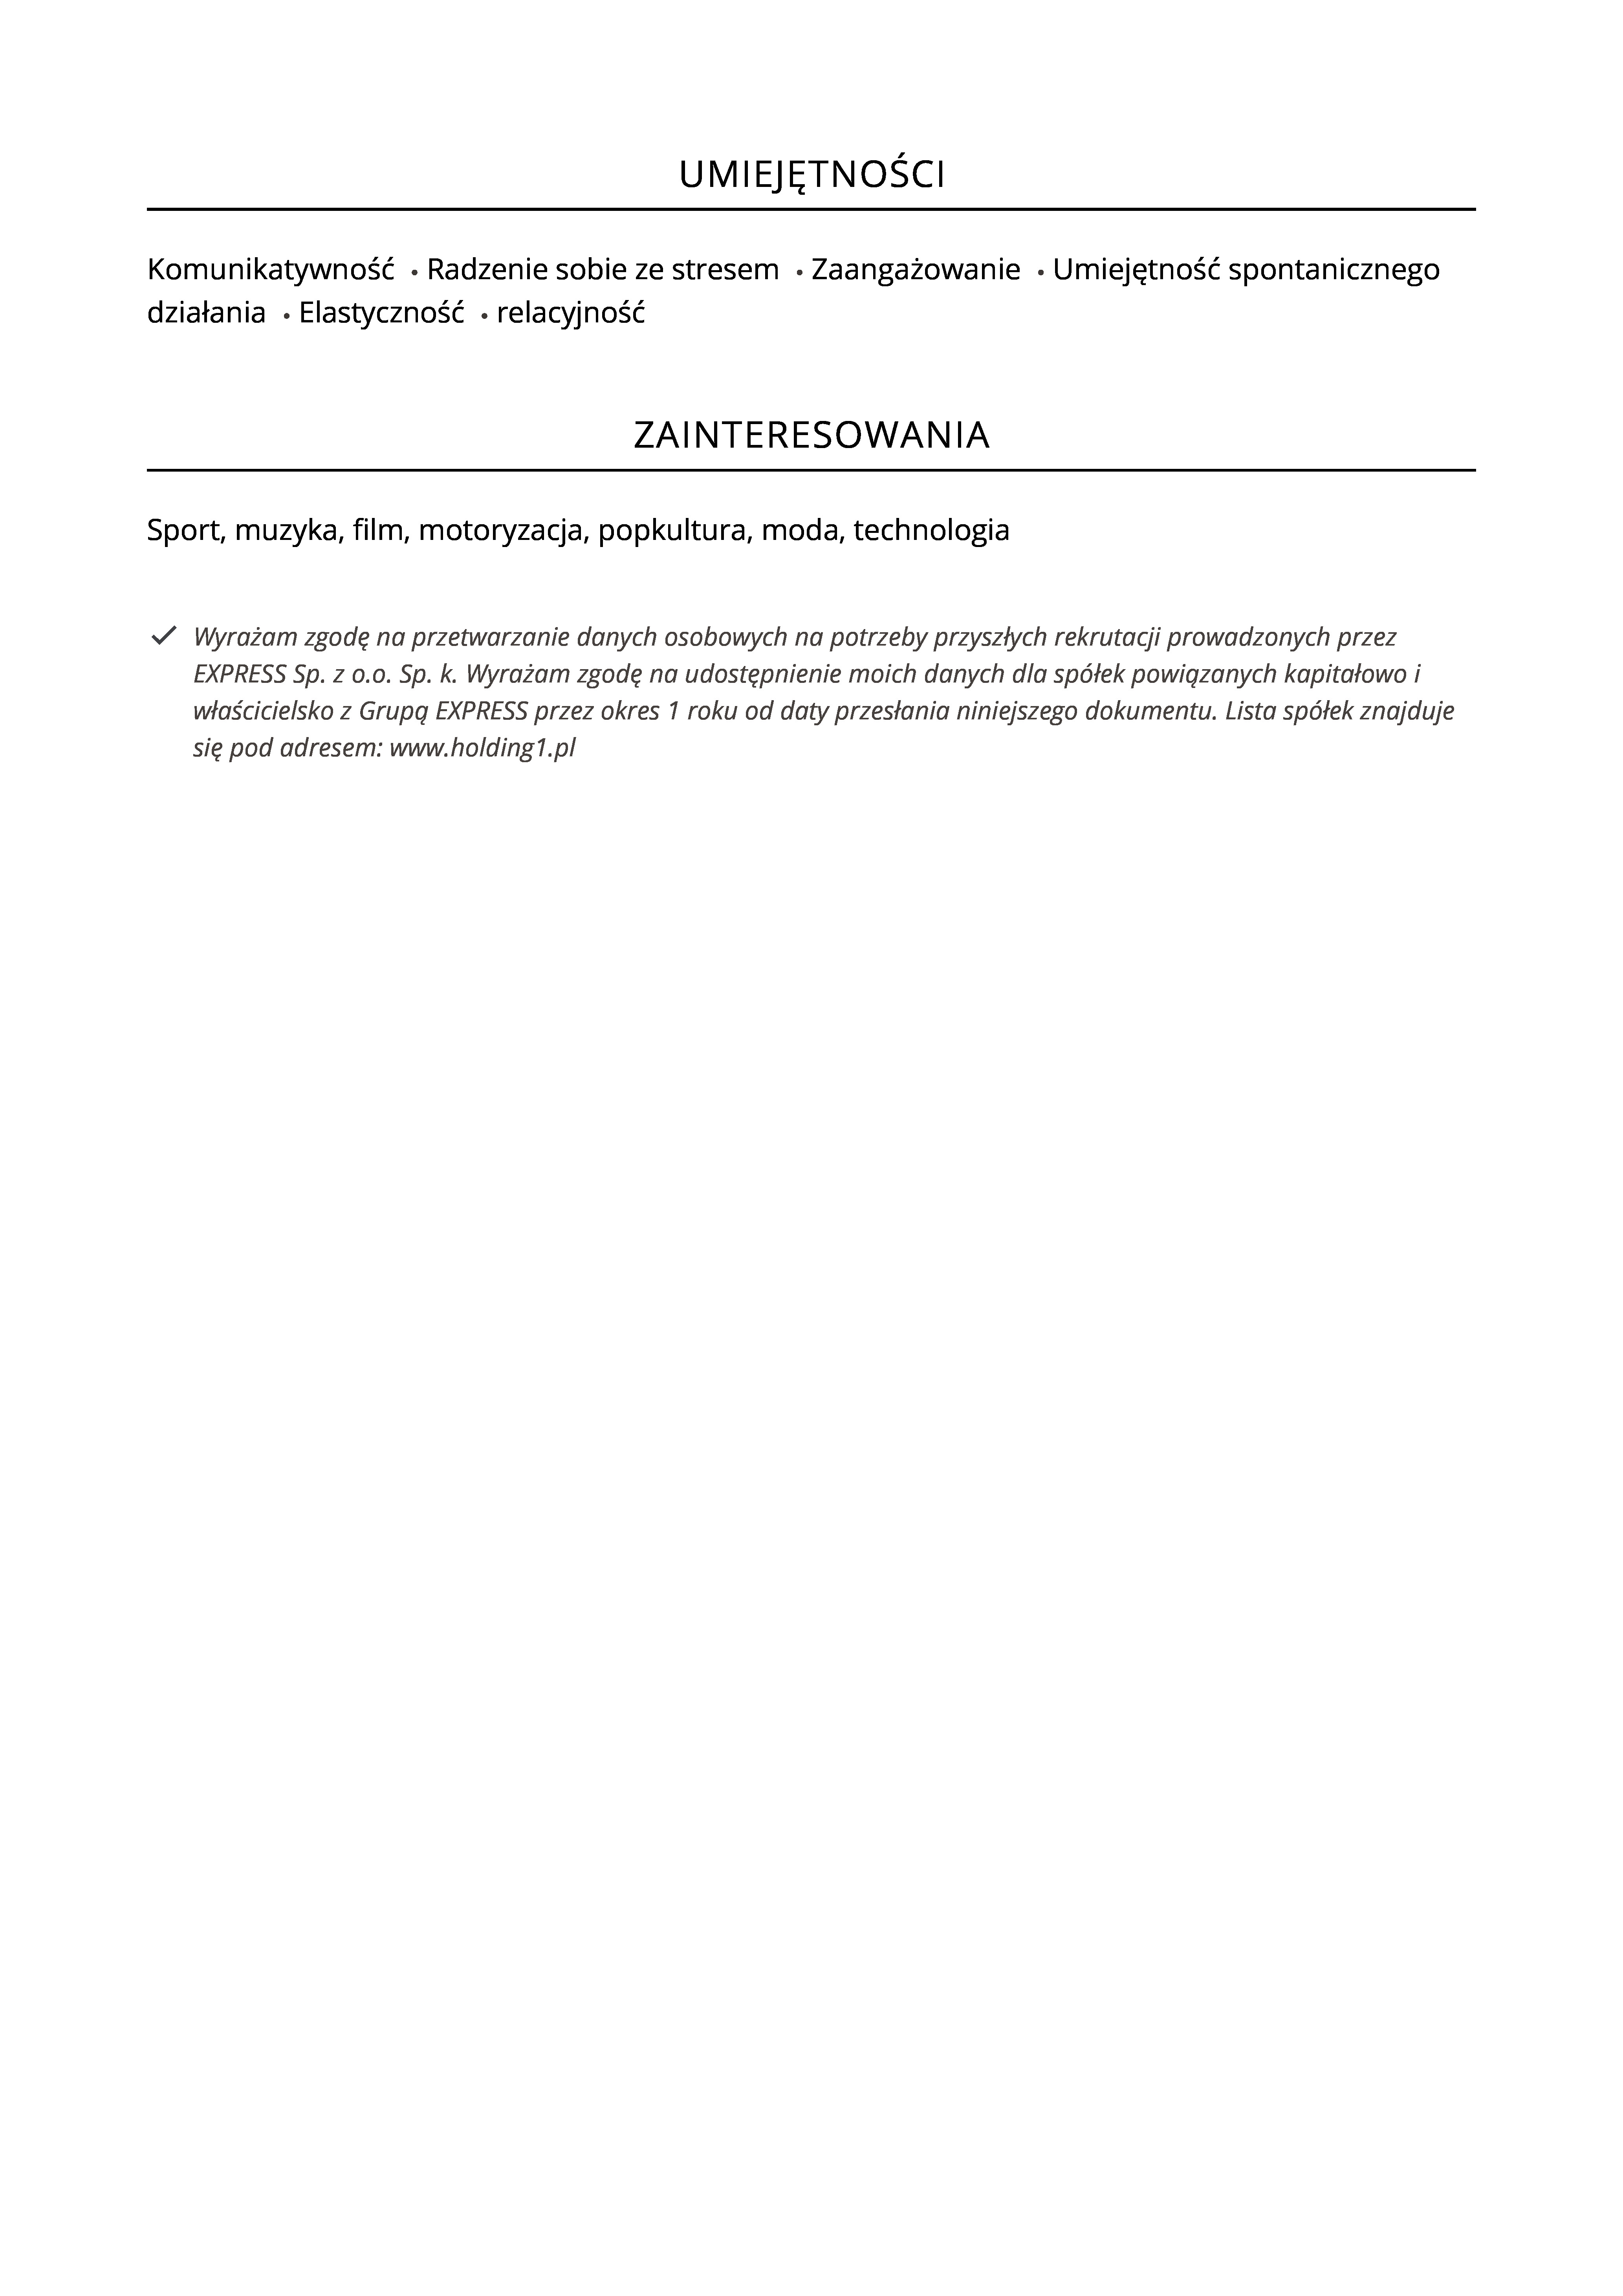 UMIEJĘTNOŚCI
Komunikatywność • Radzenie sobie ze stresem • Zaangażowanie • Umiejętność spontanicznego
działania • Elastyczność • relacyjność
ZAINTERESOWANIA
Sport, muzyka, film, motoryzacja, popkultura, moda, technologia
✓ Wyrażam zgodę na przetwarzanie danych osobowych na potrzeby przyszłych rekrutacji prowadzonych przez
EXPRESS Sp. z o.o. Sp. k. Wyrażam zgodę na udostępnienie moich danych dla spółek powiązanych kapitałowo i
właścicielsko z Grupą EXPRESS przez okres 1 roku od daty przesłania niniejszego dokumentu. Lista spółek znajduje
się pod adresem: www.holding1.pl